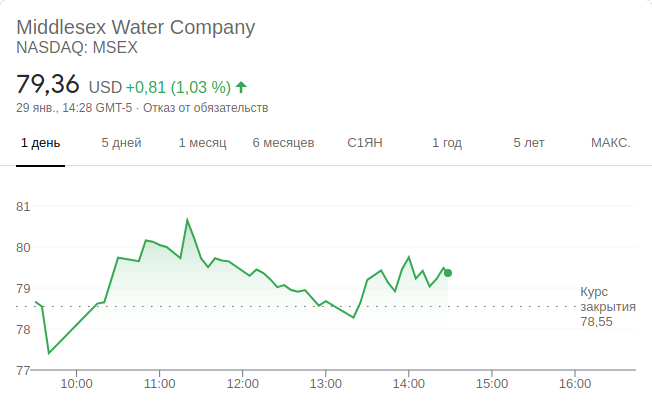 Middlesex Water Company
NASDAQ: MSEX
79,36 USD +0,81 (1,03 %)
29 янв., 14:28 GMT-5 · Отказ от обязательств
1 день 5 дней 1 месяц 6 месяцев С1ЯН 1 год 5 лет МАКС.
81
80
79
78
77
Курс
закрытия
78,55
10:00 11:00 12:00 13:00 14:00 15:00 16:00